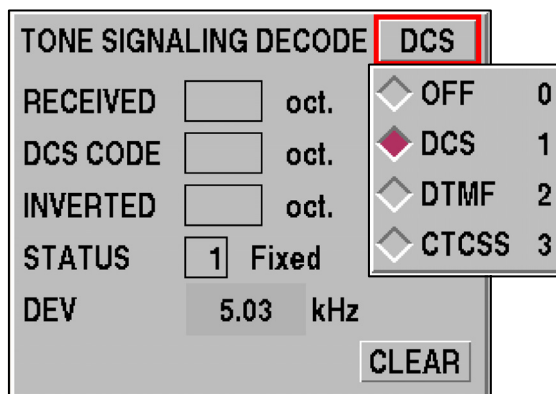 TONE SIGNALING DECODE DCS
RECEIVED oct. OFF 0
DCS CODE oct. DCS 1
INVERTED oct. DTMF 2
STATUS 1 Fixed CTCSS 3
DEV 5.03 kHz
CLEAR